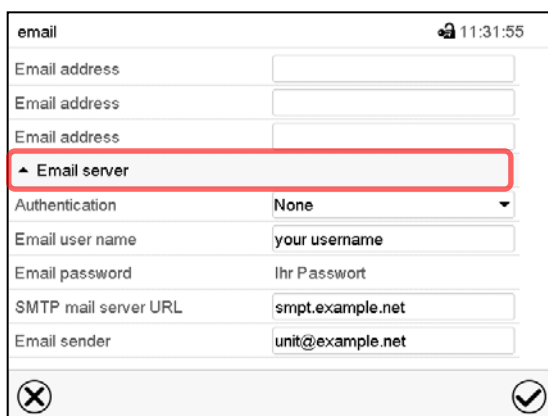 email 11:31:55
Email address
Email address
Email address
Email server
Authentication None
Email user name your username
Email password Ihr Passwort
SMTP mail server URL smpt.example.net
Email sender unit@example.net